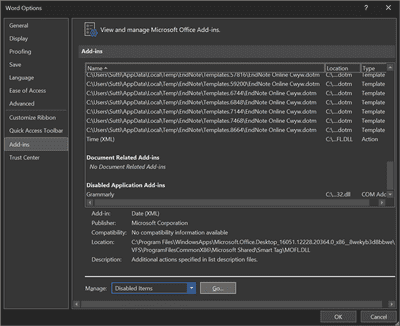 Word Options
General
Display
Proofing
Save
Language
Ease of Access
Advanced
Customize Ribbon
Quick Access Toolbar
Add-ins
Trust Center
View and manage Microsoft Office Add-ins.
Add-ins
Name Location Type
C:\Users\Sutti\AppData\Local\Temp\EndNote\Templates.57816\EndNote Online Cwyw.dotm C:\...dotm Template
C:\Users\Sutti\AppData\Local\Temp\EndNote\Templates.59200\EndNote Online Cwyw.dotm C:\...dotm Template
C:\Users\Sutti\AppData\Local\Temp\EndNote\Templates.6744\EndNote Online Cwyw.dotm C:\...dotm Template
C:\Users\Sutti\AppData\Local\Temp\EndNote\Templates.6848\EndNote Online Cwyw.dotm C:\...dotm Template
C:\Users\Sutti\AppData\Local\Temp\EndNote\Templates.7144\EndNote Online Cwyw.dotm C:\...dotm Template
C:\Users\Sutti\AppData\Local\Temp\EndNote\Templates.7468\EndNote Online Cwyw.dotm C:\...dotm Template
C:\Users\Sutti\AppData\Local\Temp\EndNote\Templates.8664\EndNote Online Cwyw.dotm C:\...dotm Template
Time (XML) C:\...FL.DLL Action
Document Related Add-ins
No Document Related Add-ins
Disabled Application Add-ins
Grammarly C:\...32.dll COM Adc
Add-in: Date (XML)
Publisher: Microsoft Corporation
Compatibility: No compatibility information available
Location: C:\Program Files\WindowsApps\Microsoft.Office.Desktop_16051.12228.20364.0_x86__8wekyb3d8bbwe\
VFS\ProgramFilesCommonX86\Microsoft Shared\Smart Tag\MOFL.DLL
Description: Additional actions specified in list description files.
Manage: Disabled Items Go...
OK Cancel